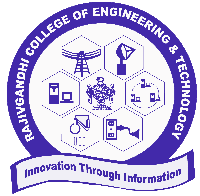 RAJIVGANDHI COLLEGE OF ENGINEERING & TECHNOLOGY
Innovation Through Information